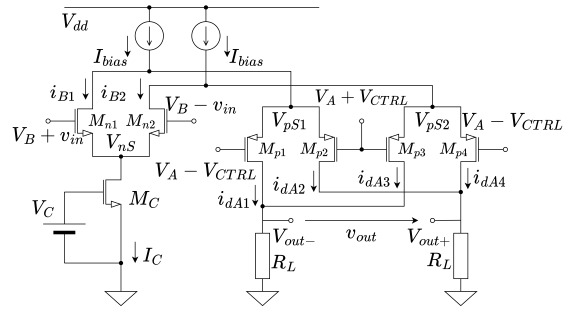 V_dd
I_bias I_bias
i_B1 i_B2
M_n1 M_n2 V_B − v_in V_A + V_CTRL
V_B + v_in V_nS V_pS1 V_pS2 V_A − V_CTRL
M_p1 M_p2 M_p3 M_p4
V_A − V_CTRL
M_C i_dA1 i_dA2 i_dA3 i_dA4
V_C
V_out− v_out V_out+
I_C R_L R_L